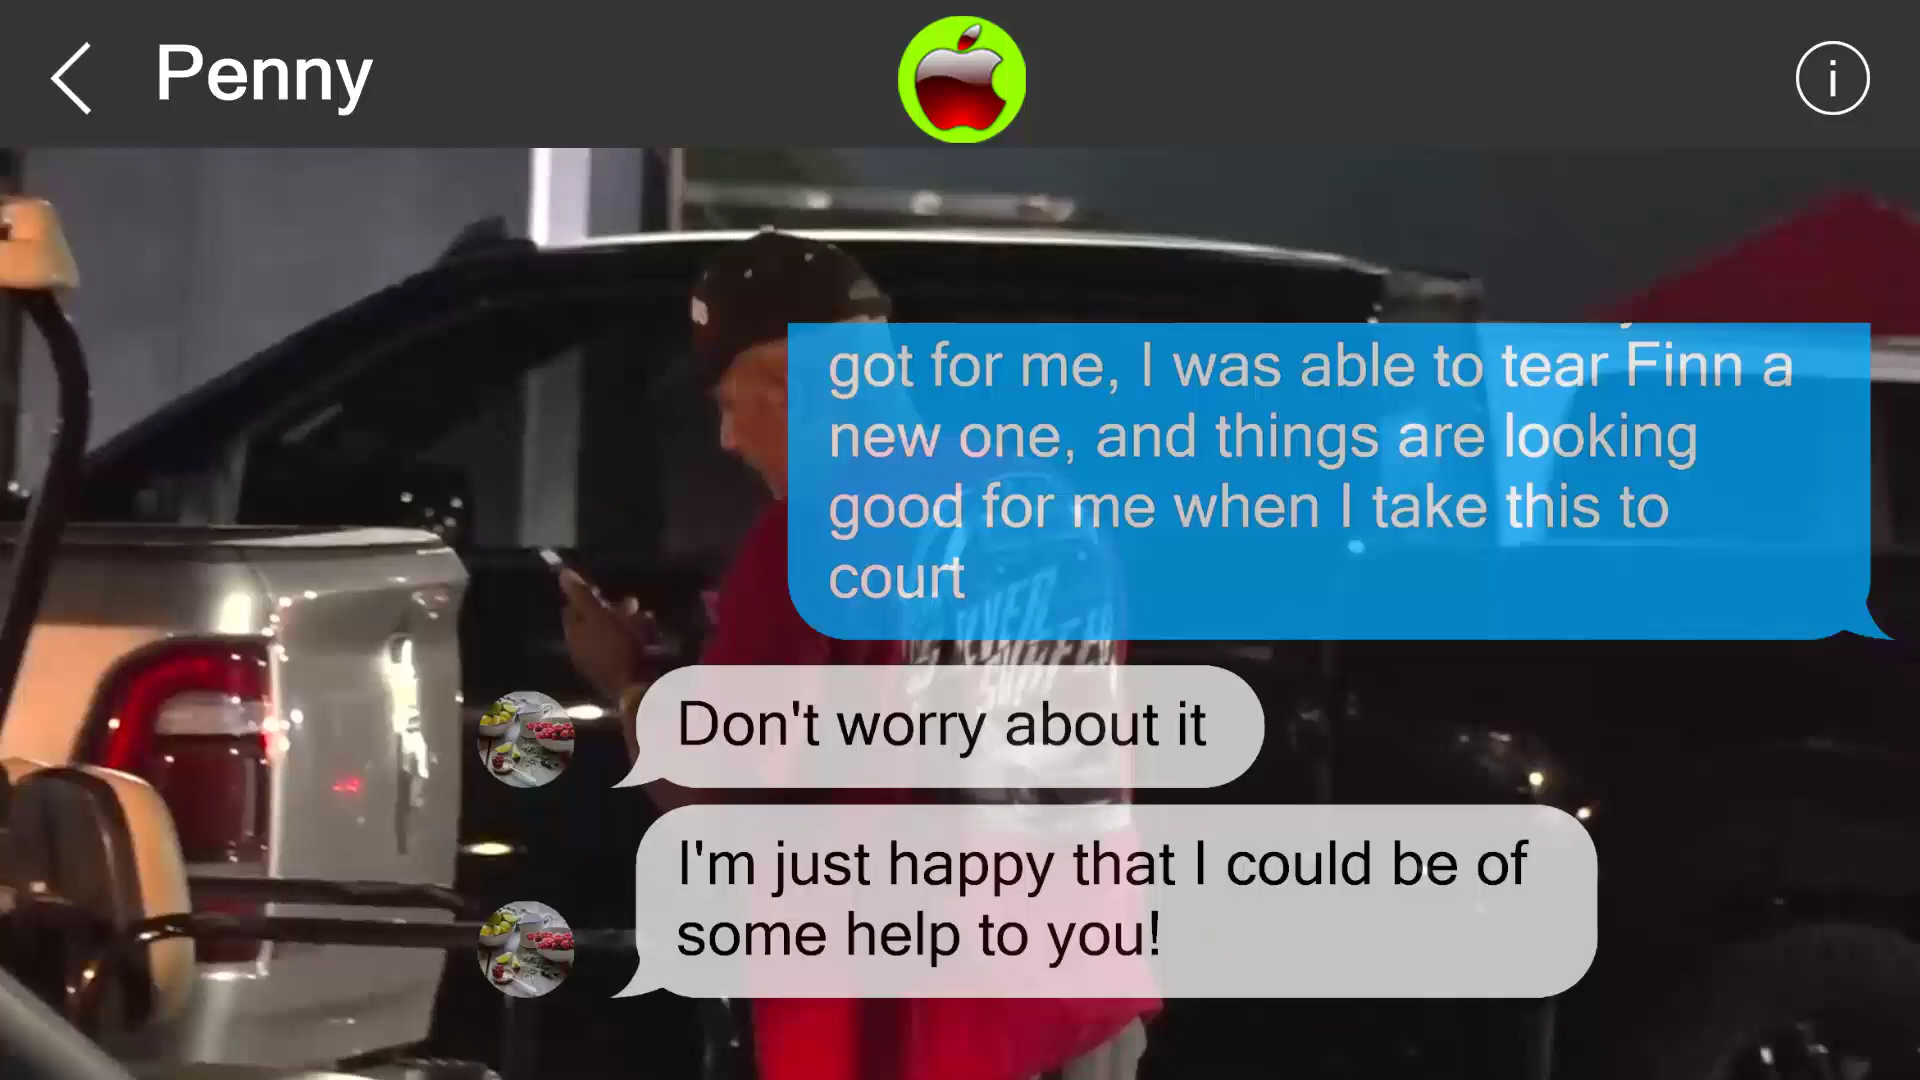 Penny
i
got for me, I was able to tear Finn a
new one, and things are looking
good for me when I take this to
court
Don't worry about it
I'm just happy that I could be of
some help to you!